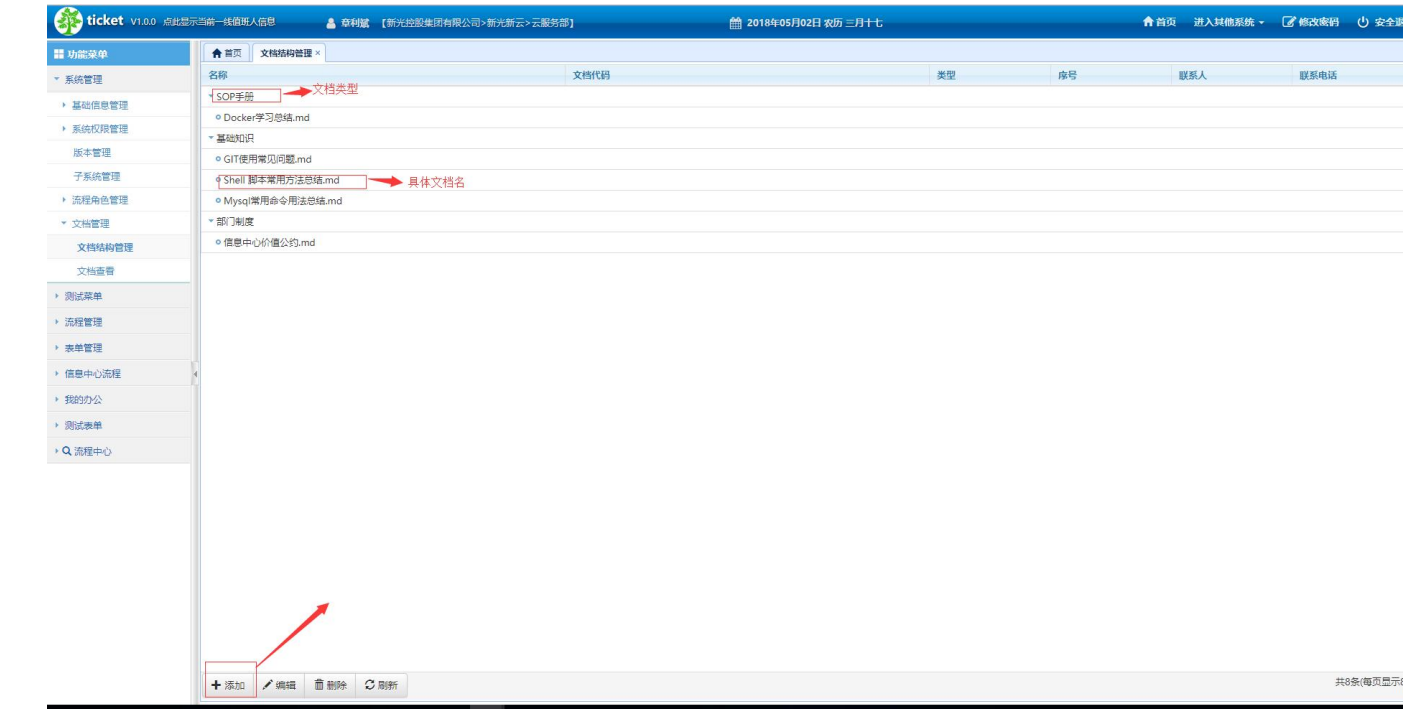 ticket V1.0.0 点此显示当前一线值班人信息 章利斌 【新光控股集团有限公司>新光新云>云服务部】 2018年05月02日 农历 三月十七 首页 进入其他系统 修改密码 安全
功能菜单 首页 文档结构管理 ×
系统管理 名称 文档代码 类型 序号 联系人 联系电话
SOP手册 文档类型
基础信息管理
Docker学习总结.md
系统权限管理
基础知识
版本管理
GIT使用常见问题.md
子系统管理
Shell 脚本常用方法总结.md 具体文档名
流程角色管理
Mysql常用命令用法总结.md
文档管理
部门制度
文档结构管理
信息中心价值公约.md
文档查看
测试菜单
流程管理
表单管理
信息中心流程
我的办公
测试表单
流程中心
添加 编辑 删除 刷新 共8条(每页显示